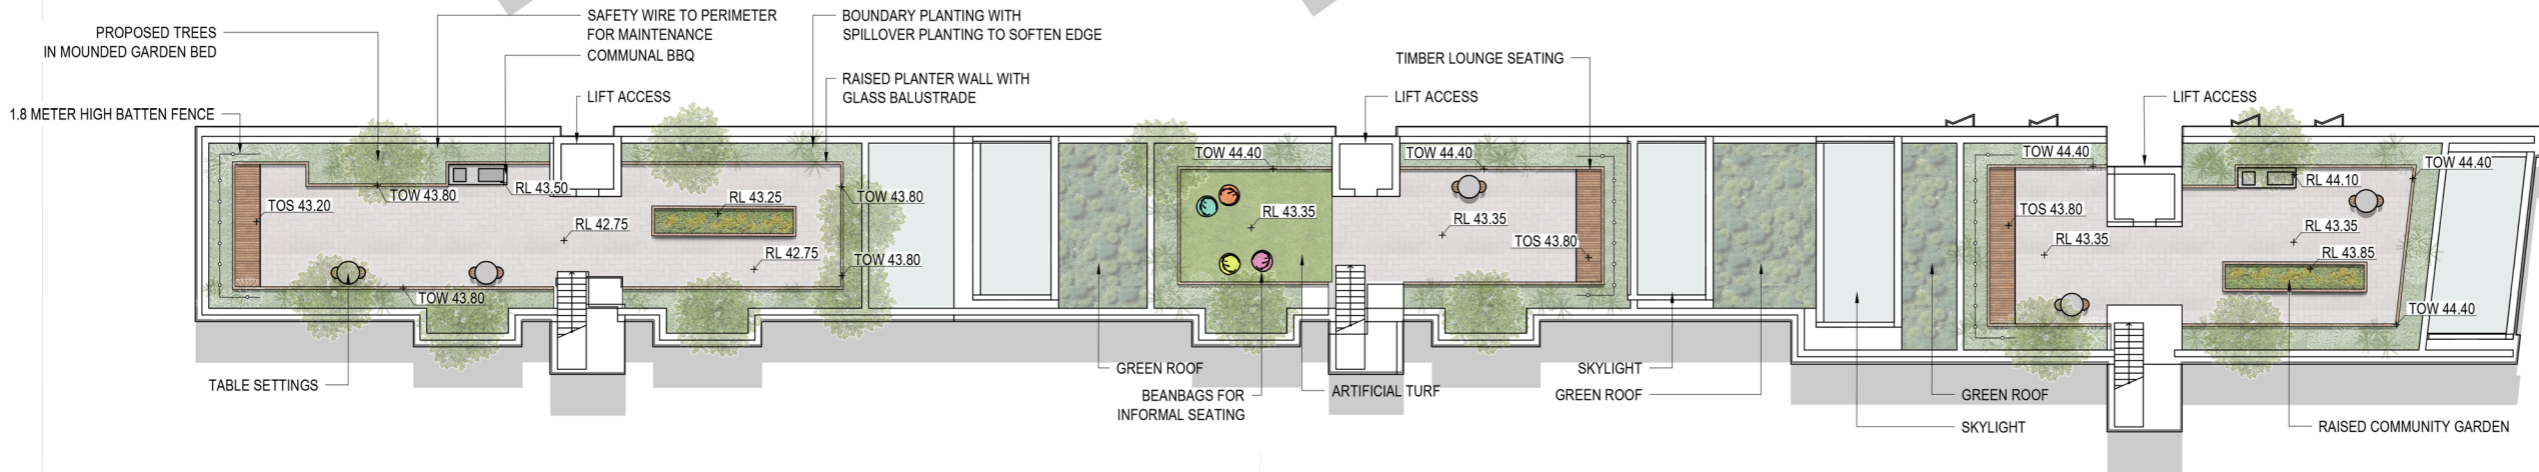 PROPOSED TREES
IN MOUNDED GARDEN BED
SAFETY WIRE TO PERIMETER
FOR MAINTENANCE
COMMUNAL BBQ
BOUNDARY PLANTING WITH
SPILLOVER PLANTING TO SOFTEN EDGE
RAISED PLANTER WALL WITH
GLASS BALUSTRADE
1.8 METER HIGH BATTEN FENCE
LIFT ACCESS
TIMBER LOUNGE SEATING
LIFT ACCESS
LIFT ACCESS
TOS 43.20
TOW 43.80
RL 43.50
RL 42.75
RL 43.25
RL 42.75
TOW 43.80
TOW 43.80
TOW 43.80
TOW 44.40
TOW 44.40
RL 43.35
RL 43.35
TOS 43.80
TOW 44.40
TOS 43.80
RL 43.35
RL 44.10
TOW 44.40
RL 43.35
RL 43.85
TOW 44.40
TABLE SETTINGS
GREEN ROOF
BEANBAGS FOR
INFORMAL SEATING
ARTIFICIAL TURF
SKYLIGHT
GREEN ROOF
GREEN ROOF
SKYLIGHT
RAISED COMMUNITY GARDEN